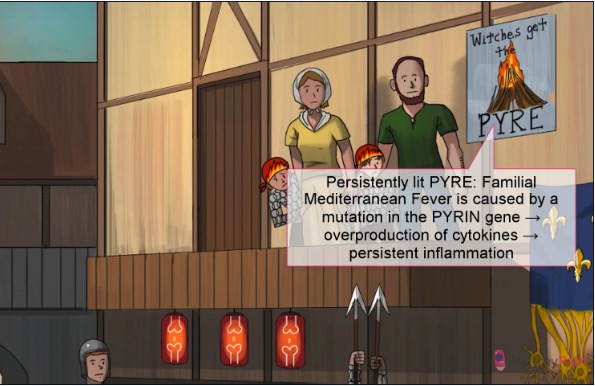 Witches get
the
PYRE
Persistently lit PYRE: Familial
Mediterranean Fever is caused by a
mutation in the PYRIN gene →
overproduction of cytokines →
persistent inflammation